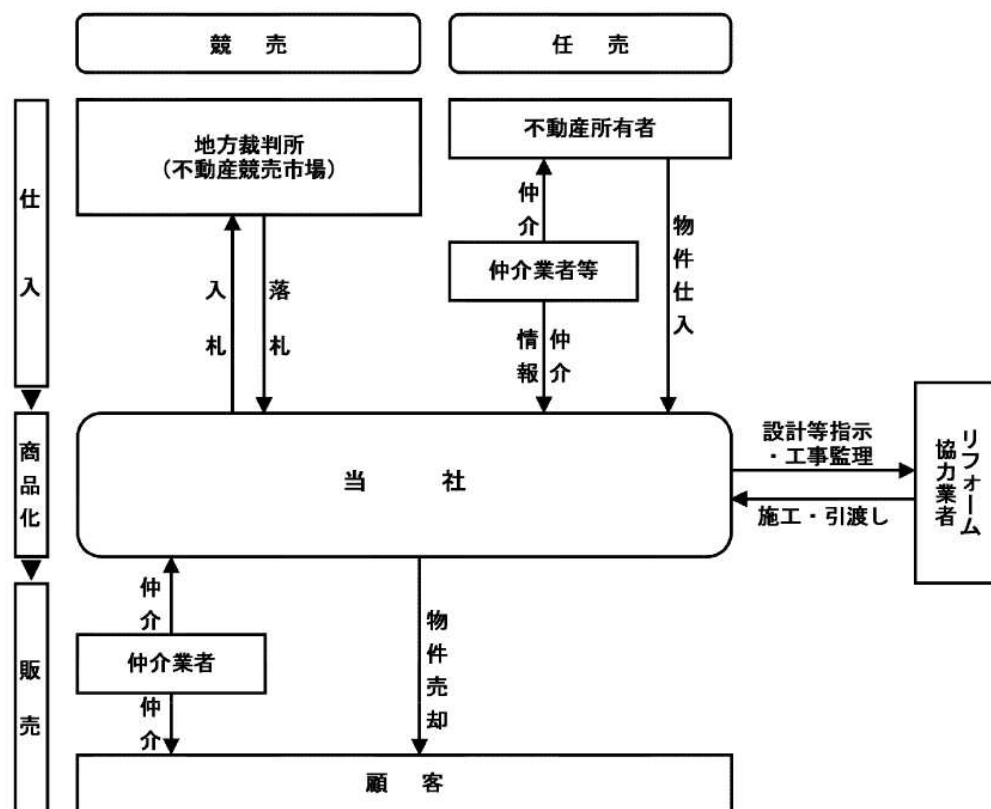 競 売
任 売
仕入
地方裁判所
(不動産競売市場)
不動産所有者
仲介
仲介業者等
物件仕入
入札
落札
情報
仲介
商品化
当 社
設計等指示
・工事監理
施工・引渡し
リフォーム
協力業者
販売
仲介
仲介業者
仲介
物件売却
顧 客